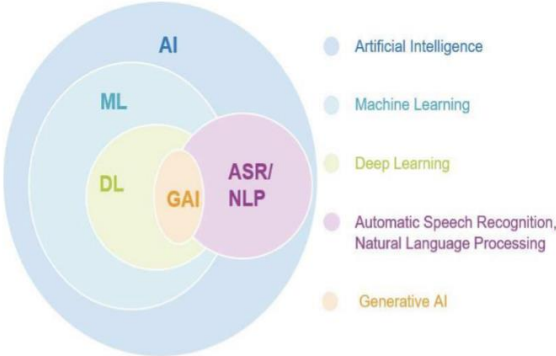 AI
ML
DL
GAI
ASR/
NLP
Artificial Intelligence
Machine Learning
Deep Learning
Automatic Speech Recognition,
Natural Language Processing
Generative AI